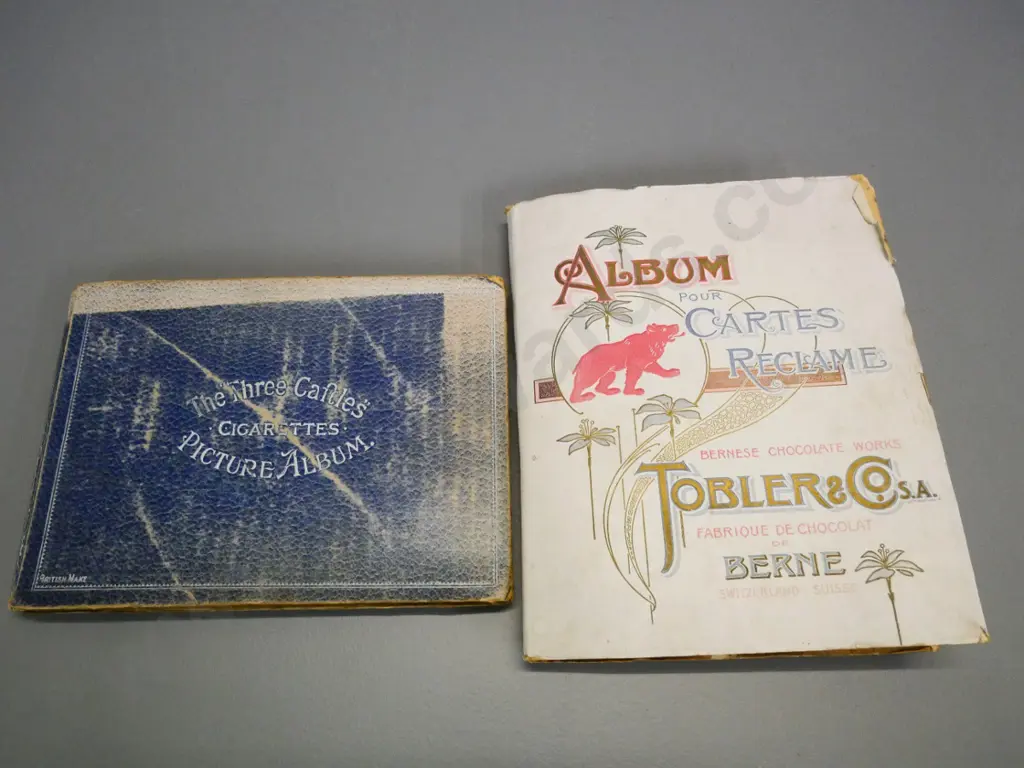 The "Three Castles"
· CIGARETTES ·
PICTURE ALBUM.
BRITISH MAKE
ALBUM
POUR
CARTES
RECLAME
BERNESE CHOCOLATE WORKS
TOBLER & Co. S.A.
FABRIQUE DE CHOCOLAT
DE
BERNE
SWITZERLAND SUISSE